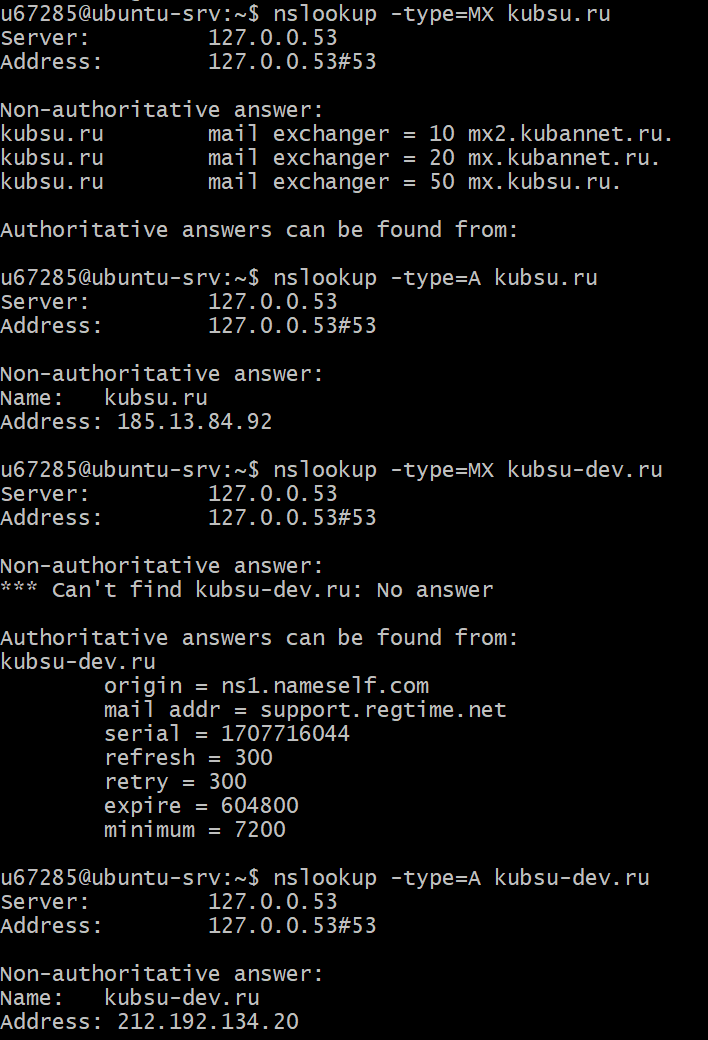 u67285@ubuntu-srv:~$ nslookup -type=MX kubsu.ru
Server:         127.0.0.53
Address:        127.0.0.53#53

Non-authoritative answer:
kubsu.ru        mail exchanger = 10 mx2.kubannet.ru.
kubsu.ru        mail exchanger = 20 mx.kubannet.ru.
kubsu.ru        mail exchanger = 50 mx.kubsu.ru.

Authoritative answers can be found from:

u67285@ubuntu-srv:~$ nslookup -type=A kubsu.ru
Server:         127.0.0.53
Address:        127.0.0.53#53

Non-authoritative answer:
Name:   kubsu.ru
Address: 185.13.84.92

u67285@ubuntu-srv:~$ nslookup -type=MX kubsu-dev.ru
Server:         127.0.0.53
Address:        127.0.0.53#53

Non-authoritative answer:
*** Can't find kubsu-dev.ru: No answer

Authoritative answers can be found from:
kubsu-dev.ru
        origin = ns1.nameself.com
        mail addr = support.regtime.net
        serial = 1707716044
        refresh = 300
        retry = 300
        expire = 604800
        minimum = 7200

u67285@ubuntu-srv:~$ nslookup -type=A kubsu-dev.ru
Server:         127.0.0.53
Address:        127.0.0.53#53

Non-authoritative answer:
Name:   kubsu-dev.ru
Address: 212.192.134.20